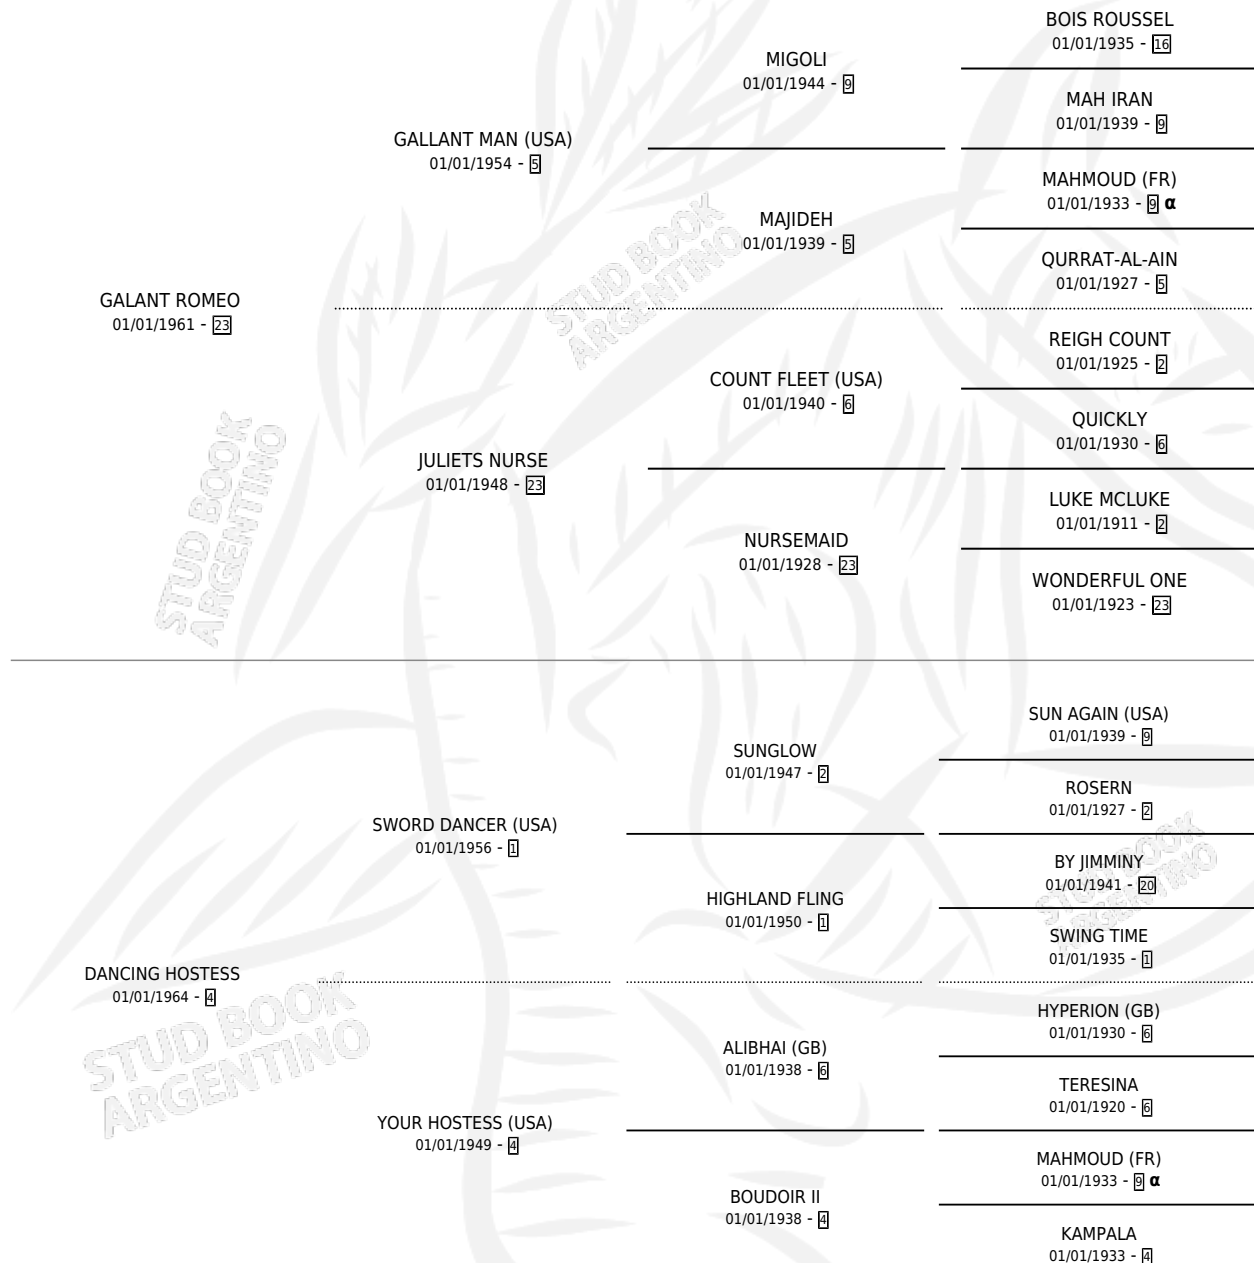 BOIS ROUSSEL
01/01/1935 - 16
MIGOLI
01/01/1944 - 9
MAH IRAN
01/01/1939 - 9
GALLANT MAN (USA)
01/01/1954 - 5
MAHMOUD (FR)
01/01/1933 - 9 α
MAJIDEH
01/01/1939 - 5
QURRAT-AL-AIN
01/01/1927 - 5
GALANT ROMEO
01/01/1961 - 23
REIGH COUNT
01/01/1925 - 2
COUNT FLEET (USA)
01/01/1940 - 6
QUICKLY
01/01/1930 - 6
JULIETS NURSE
01/01/1948 - 23
LUKE MCLUKE
01/01/1911 - 2
NURSEMAID
01/01/1928 - 23
WONDERFUL ONE
01/01/1923 - 23
SUN AGAIN (USA)
01/01/1939 - 9
SUNGLOW
01/01/1947 - 2
ROSERN
01/01/1927 - 2
SWORD DANCER (USA)
01/01/1956 - 1
BY JIMMINY
01/01/1941 - 20
HIGHLAND FLING
01/01/1950 - 1
SWING TIME
01/01/1935 - 1
DANCING HOSTESS
01/01/1964 - 4
HYPERION (GB)
01/01/1930 - 6
ALIBHAI (GB)
01/01/1938 - 6
TERESINA
01/01/1920 - 6
YOUR HOSTESS (USA)
01/01/1949 - 4
MAHMOUD (FR)
01/01/1933 - 9 α
BOUDOIR II
01/01/1938 - 4
KAMPALA
01/01/1933 - 4
STUD BOOK
ARGENTINO
STUD BOOK
ARGENTINO
STUD BOOK
ARGENTINO
STUD BOOK
ARGENTINO